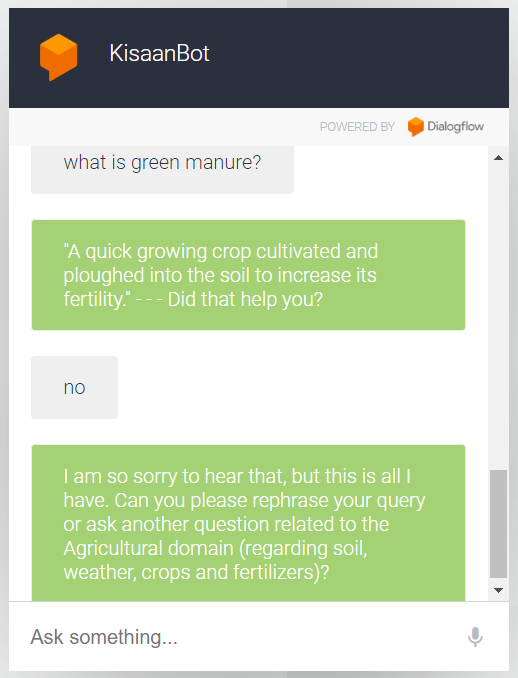 KisaanBot
POWERED BY Dialogflow
what is green manure?
"A quick growing crop cultivated and
ploughed into the soil to increase its
fertility." - - - Did that help you?
no
I am so sorry to hear that, but this is all I
have. Can you please rephrase your query
or ask another question related to the
Agricultural domain (regarding soil,
weather, crops and fertilizers)?
Ask something...